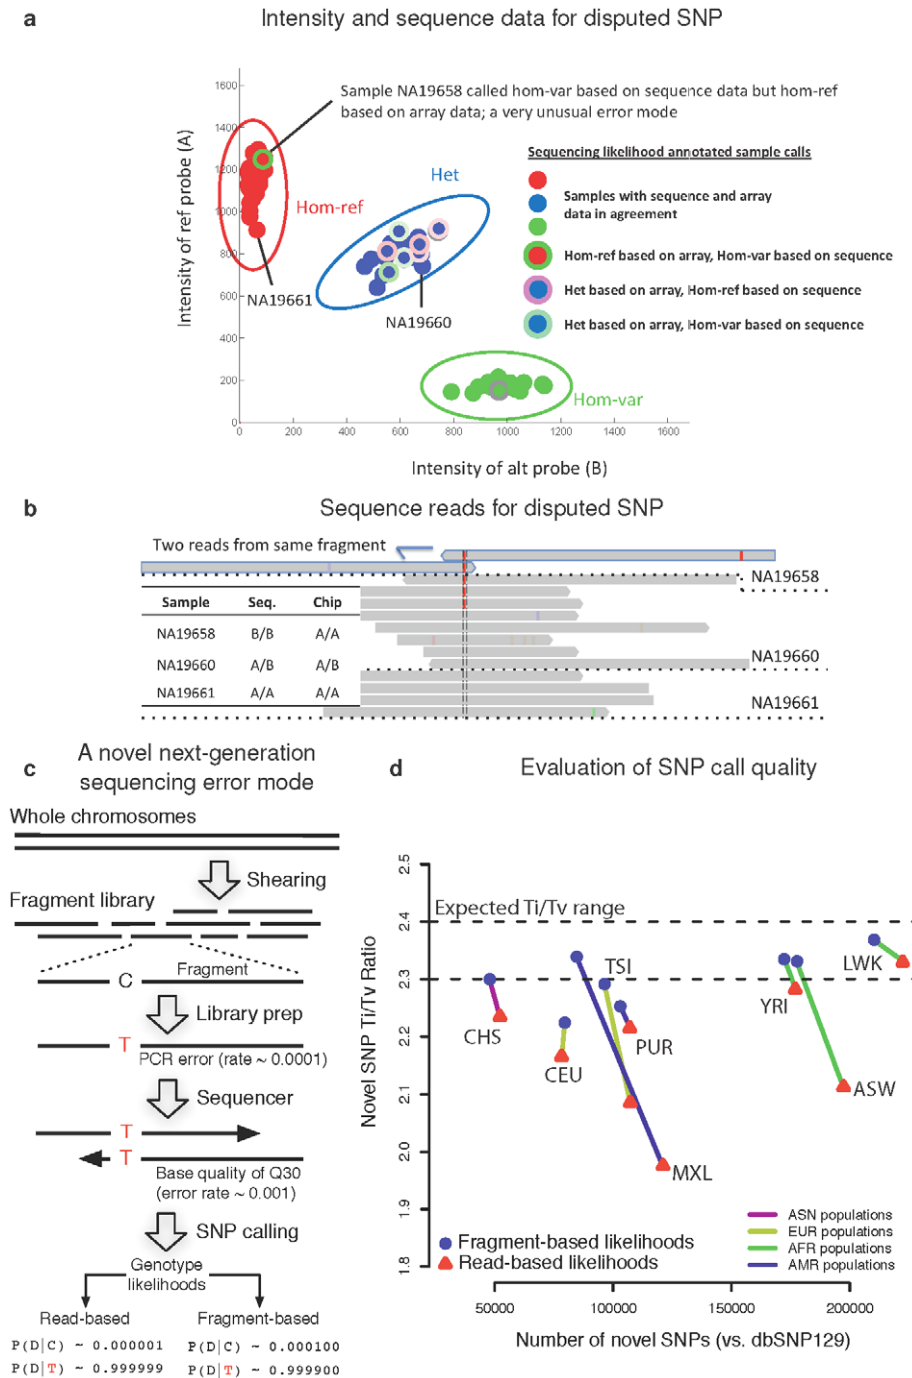 a
Intensity and sequence data for disputed SNP
Sample NA19658 called hom-var based on sequence data but hom-ref
based on array data; a very unusual error mode
Intensity of ref probe (A)
1600
1400
1200
1000
800
600
400
200
0
0
200
400
600
800
1000
1200
1400
1600
Intensity of alt probe (B)
Hom-ref
Het
Hom-var
NA19661
NA19660
Sequencing likelihood annotated sample calls
Samples with sequence and array
data in agreement
Hom-ref based on array, Hom-var based on sequence
Het based on array, Hom-ref based on sequence
Het based on array, Hom-var based on sequence
b
Sequence reads for disputed SNP
Two reads from same fragment
NA19658
NA19660
NA19661
Sample Seq. Chip
NA19658 B/B A/A
NA19660 A/B A/B
NA19661 A/A A/A
c
A novel next-generation
sequencing error mode
Whole chromosomes
Shearing
Fragment library
Fragment
C
Library prep
T
PCR error (rate ~ 0.0001)
Sequencer
T
T
Base quality of Q30
(error rate ~ 0.001)
SNP calling
Genotype
likelihoods
Read-based
Fragment-based
P(D|C) ~ 0.000001
P(D|C) ~ 0.000100
P(D|T) ~ 0.999999
P(D|T) ~ 0.999900
d
Evaluation of SNP call quality
Novel SNP Ti/Tv Ratio
2.5
2.4
2.3
2.2
2.1
2.0
1.9
1.8
Expected Ti/Tv range
CHS
CEU
TSI
PUR
MXL
YRI
LWK
ASW
Fragment-based likelihoods
Read-based likelihoods
ASN populations
EUR populations
AFR populations
AMR populations
50000
100000
150000
200000
Number of novel SNPs (vs. dbSNP129)